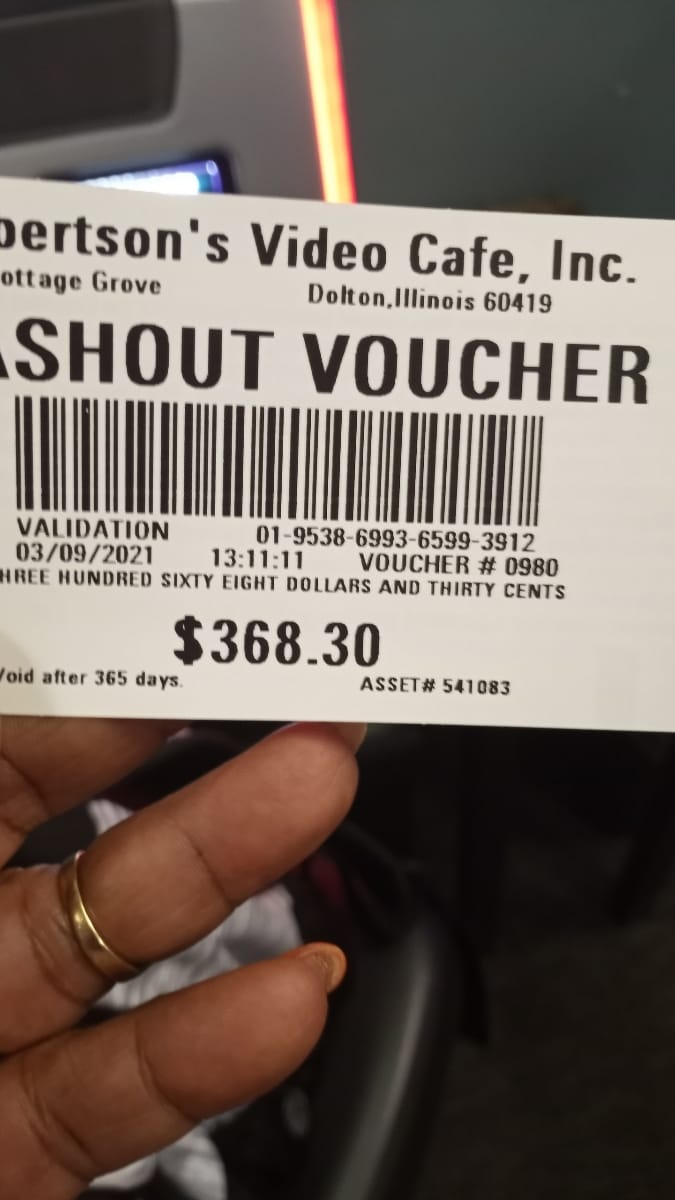 bertson's Video Cafe, Inc.
ottage Grove Dolton,Illinois 60419
ASHOUT VOUCHER
VALIDATION 01-9538-6993-6599-3912
03/09/2021 13:11:11 VOUCHER # 0980
HREE HUNDRED SIXTY EIGHT DOLLARS AND THIRTY CENTS
$368.30
Void after 365 days. ASSET# 541083